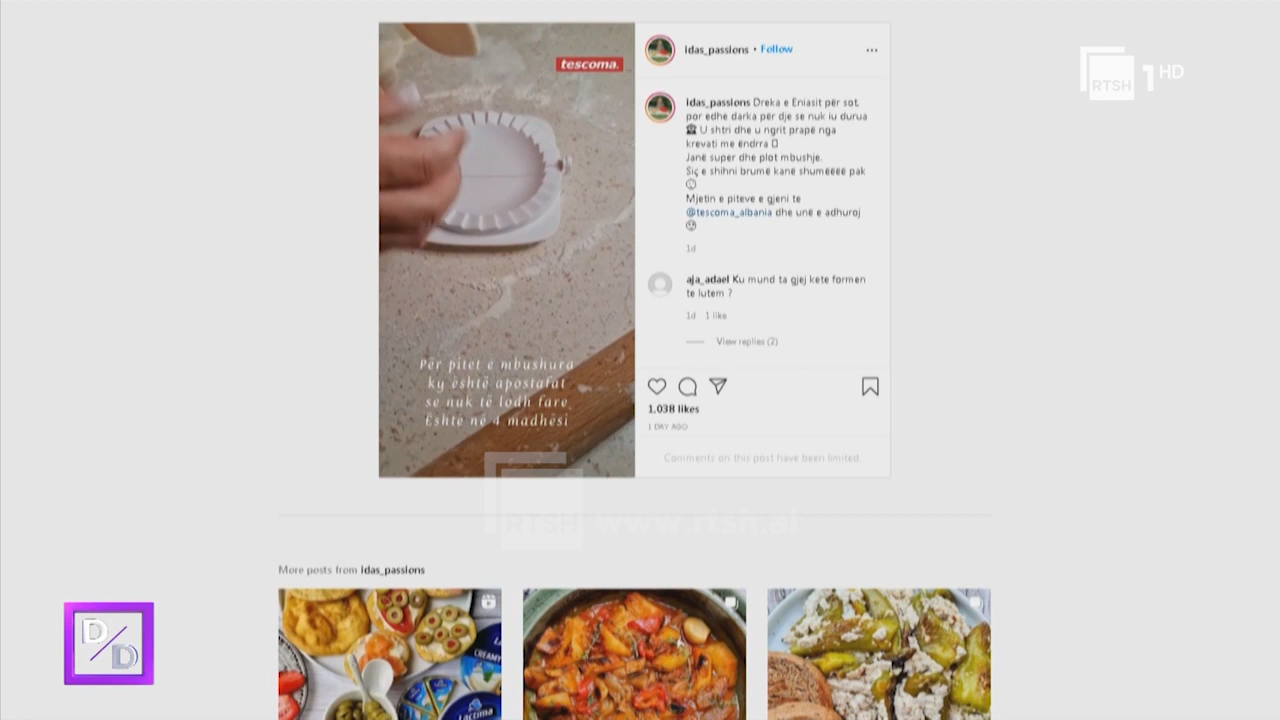 tescoma.
idas_passions • Follow
RTSH 1 HD
idas_passions Dreka e Eniasit për sot,
por edhe darka për dje se nuk iu durua
U shtri dhe u ngrit prapë nga
krevati me ëndrra
Janë super dhe plot mbushje.
Siç e shihni brumë kanë shumëëëë pak
Mjetin e piteve e gjeni te
@tescoma_albania dhe unë e adhuroj
1d
aja_adael Ku mund ta gjej kete formen
te lutem ?
1d 1 like
View replies (2)
Për pitet e mbushura
ky është apostafat
se nuk të lodh fare.
Është në 4 madhësi
1,038 likes
1 DAY AGO
Comments on this post have been limited.
RTSH www.rtsh.al
More posts from idas_passions
D/D
CREAMY
Lactima